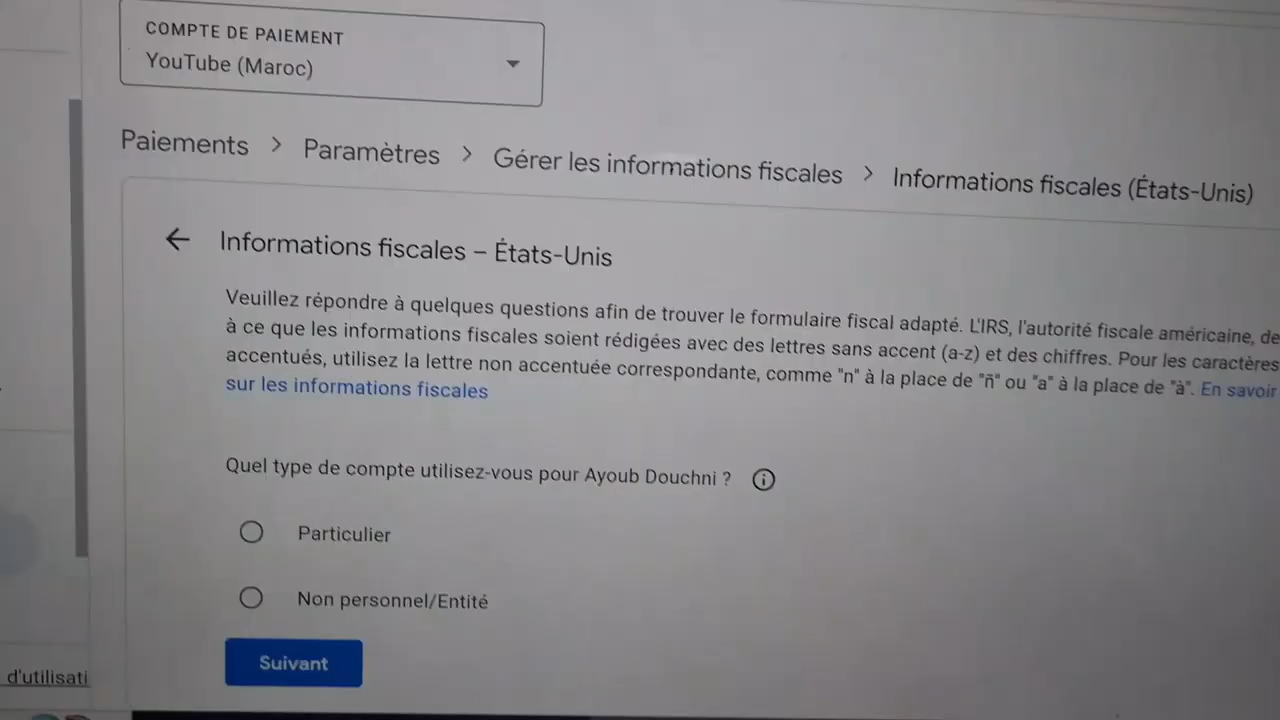 COMPTE DE PAIEMENT
YouTube (Maroc)
Paiements > Paramètres > Gérer les informations fiscales > Informations fiscales (États-Unis)
← Informations fiscales – États-Unis
Veuillez répondre à quelques questions afin de trouver le formulaire fiscal adapté. L'IRS, l'autorité fiscale américaine, de
à ce que les informations fiscales soient rédigées avec des lettres sans accent (a-z) et des chiffres. Pour les caractères
accentués, utilisez la lettre non accentuée correspondante, comme "n" à la place de "ñ" ou "a" à la place de "à". En savoir
sur les informations fiscales
Quel type de compte utilisez-vous pour Ayoub Douchni ?
Particulier
Non personnel/Entité
Suivant
d'utilisati